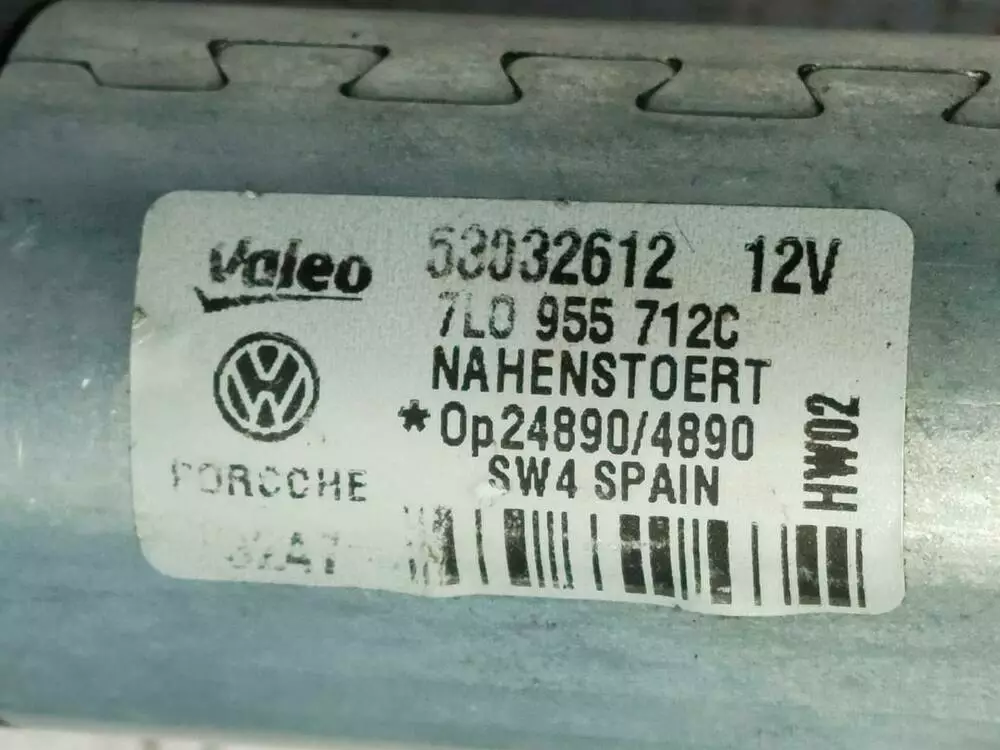 Valeo 53032612 12V
7L0 955 712C
NAHENSTOERT
*Op24890/4890
PORSCHE SW4 SPAIN
HW02